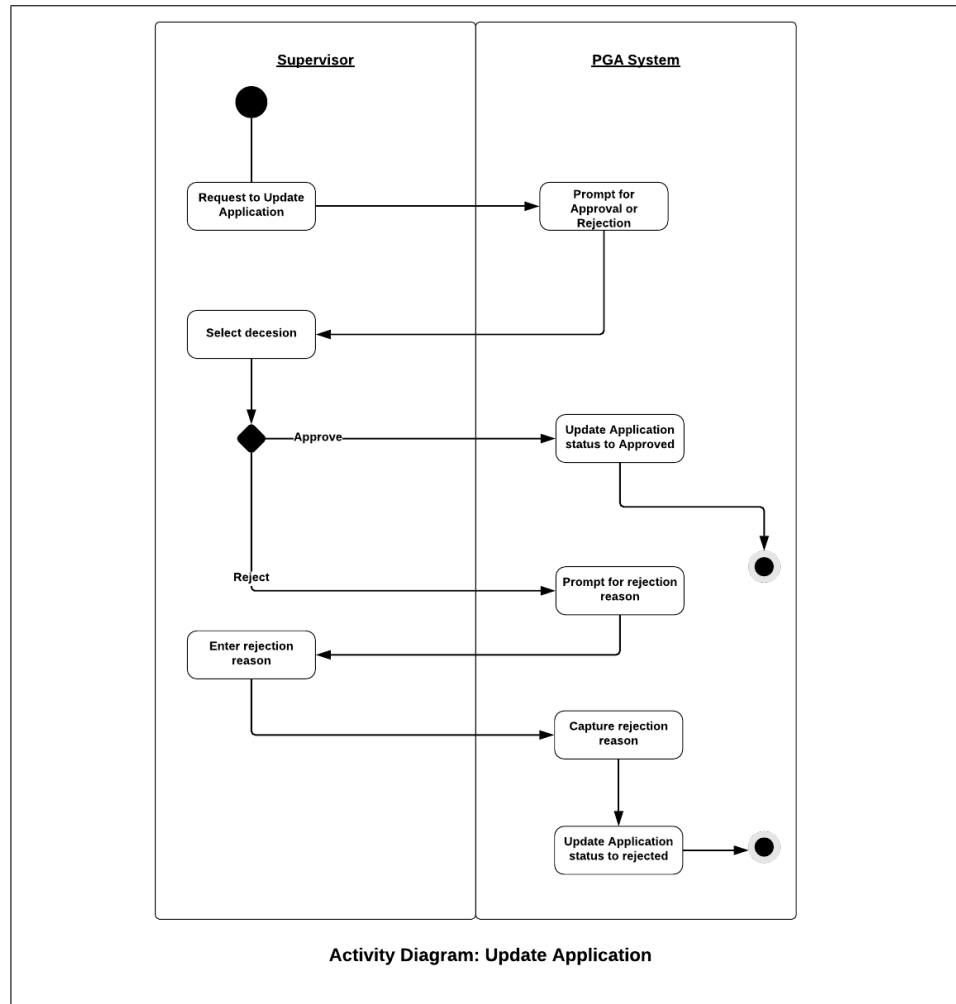 Supervisor
PGA System
Request to Update
Application
Prompt for
Approval or
Rejection
Select decesion
Approve
Update Application
status to Approved
Reject
Prompt for rejection
reason
Enter rejection
reason
Capture rejection
reason
Update Application
status to rejected
Activity Diagram: Update Application